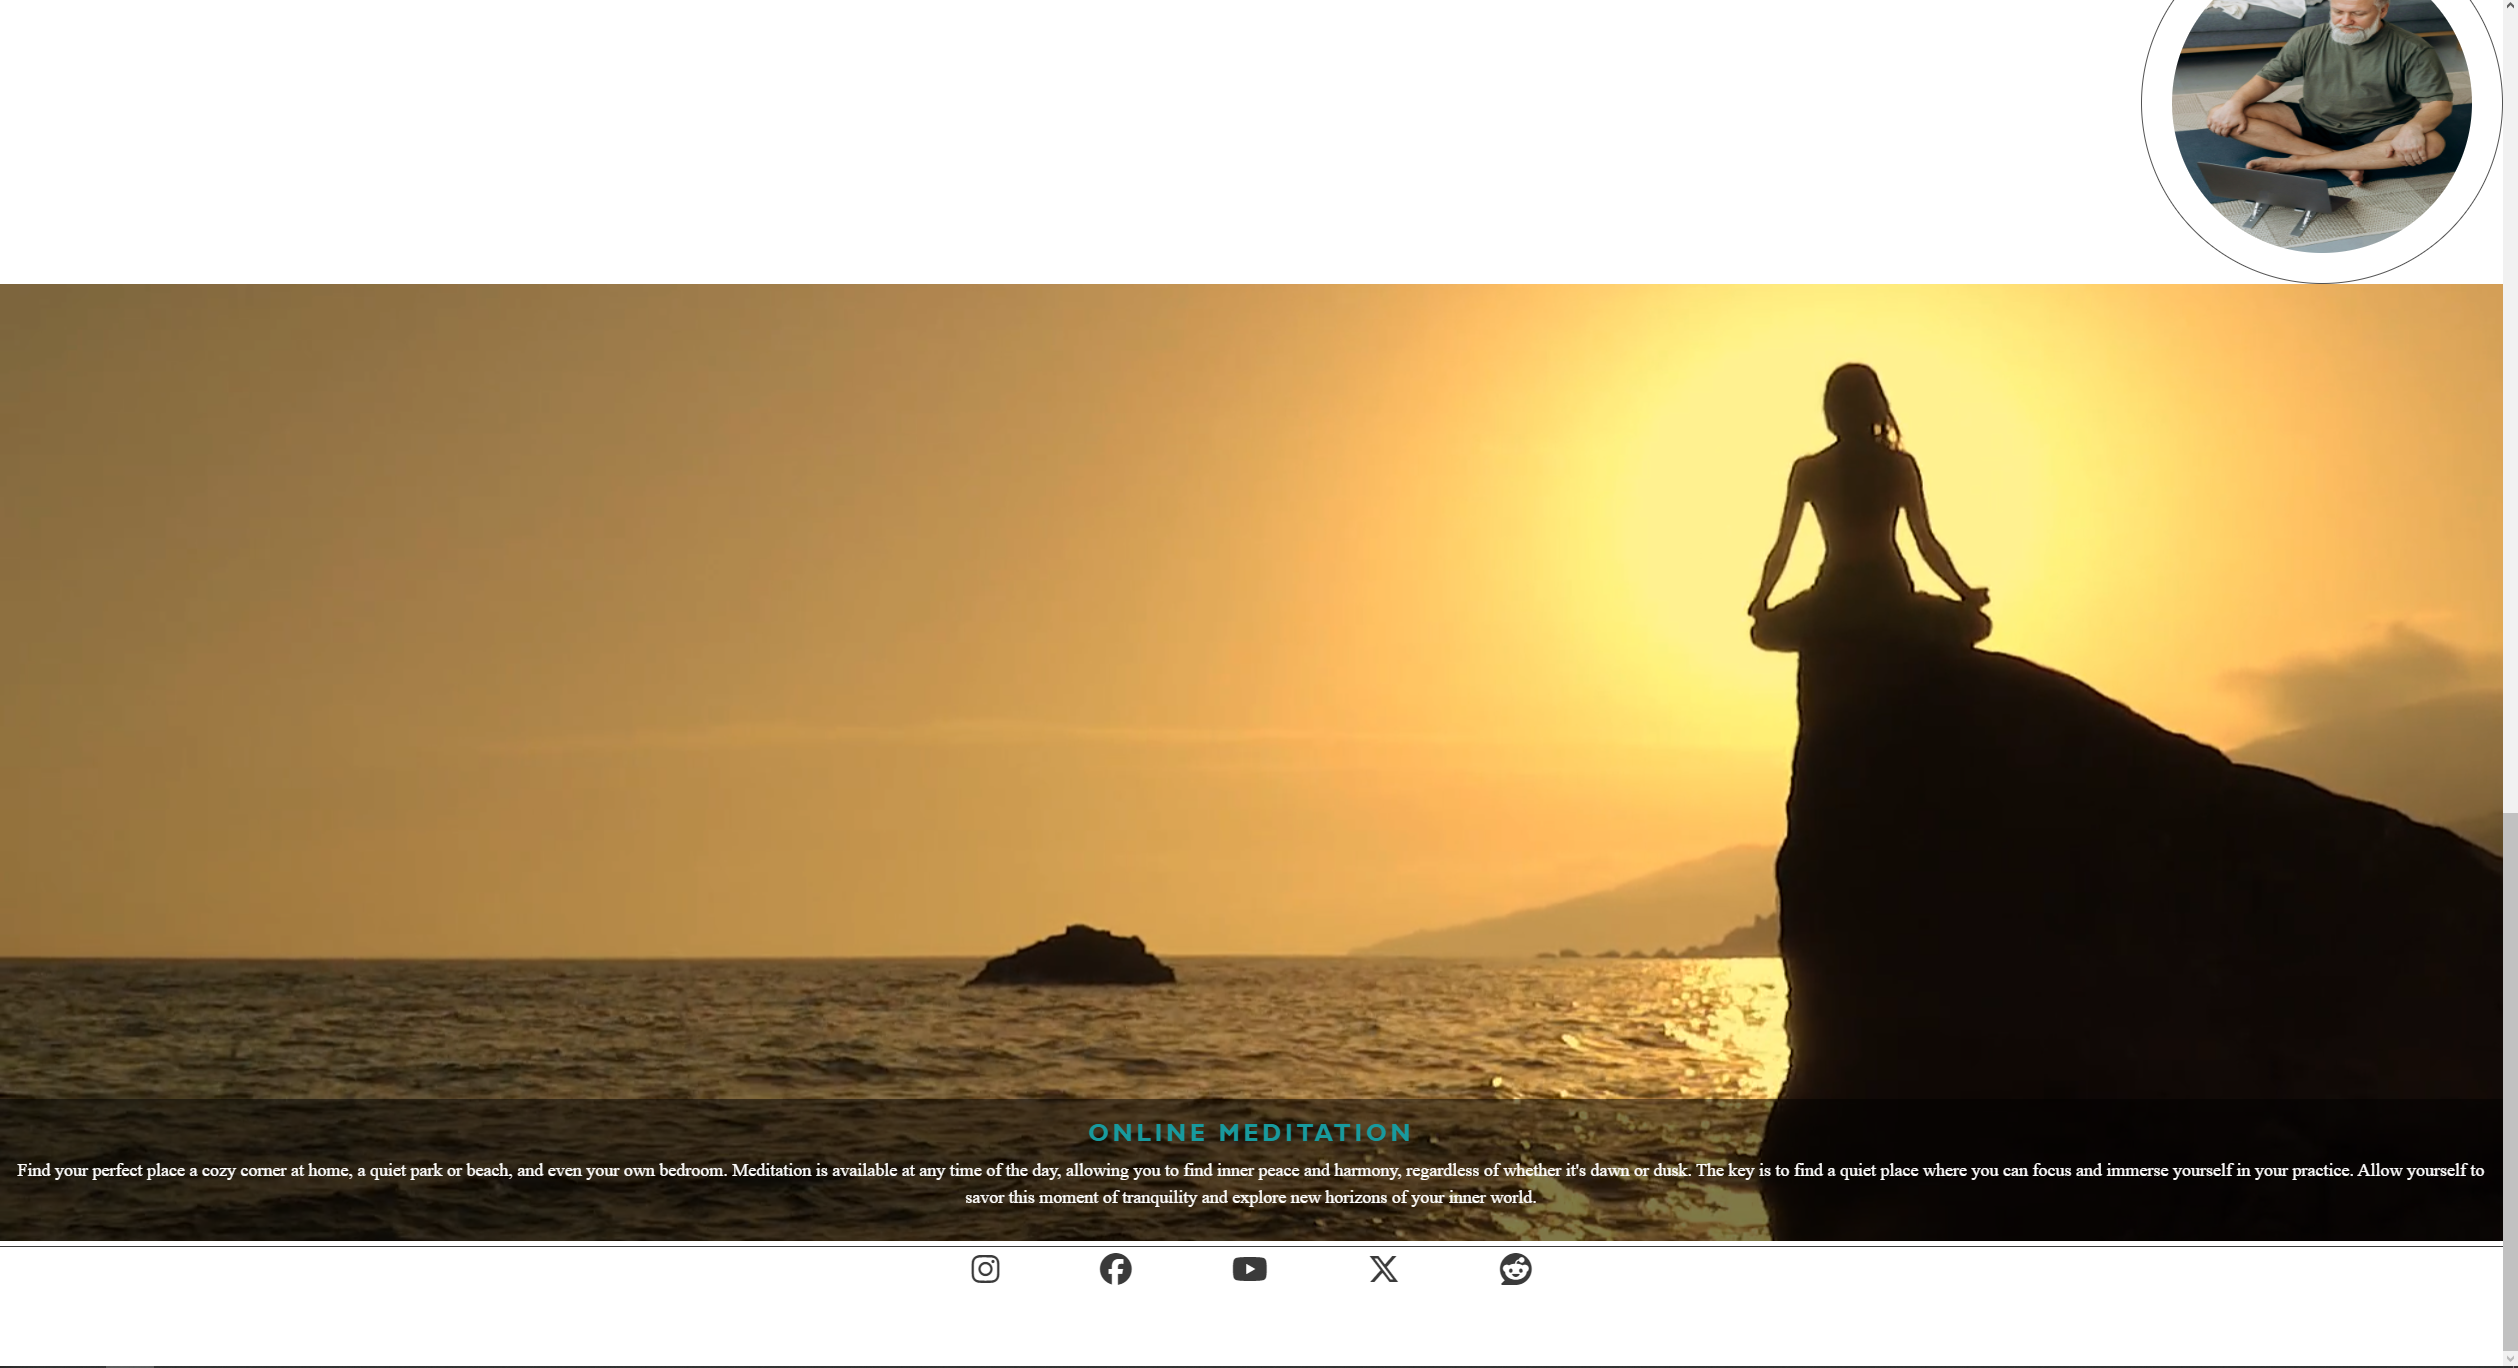 ONLINE MEDITATION
Find your perfect place a cozy corner at home, a quiet park or beach, and even your own bedroom. Meditation is available at any time of the day, allowing you to find inner peace and harmony, regardless of whether it's dawn or dusk. The key is to find a quiet place where you can focus and immerse yourself in your practice. Allow yourself to
savor this moment of tranquility and explore new horizons of your inner world.